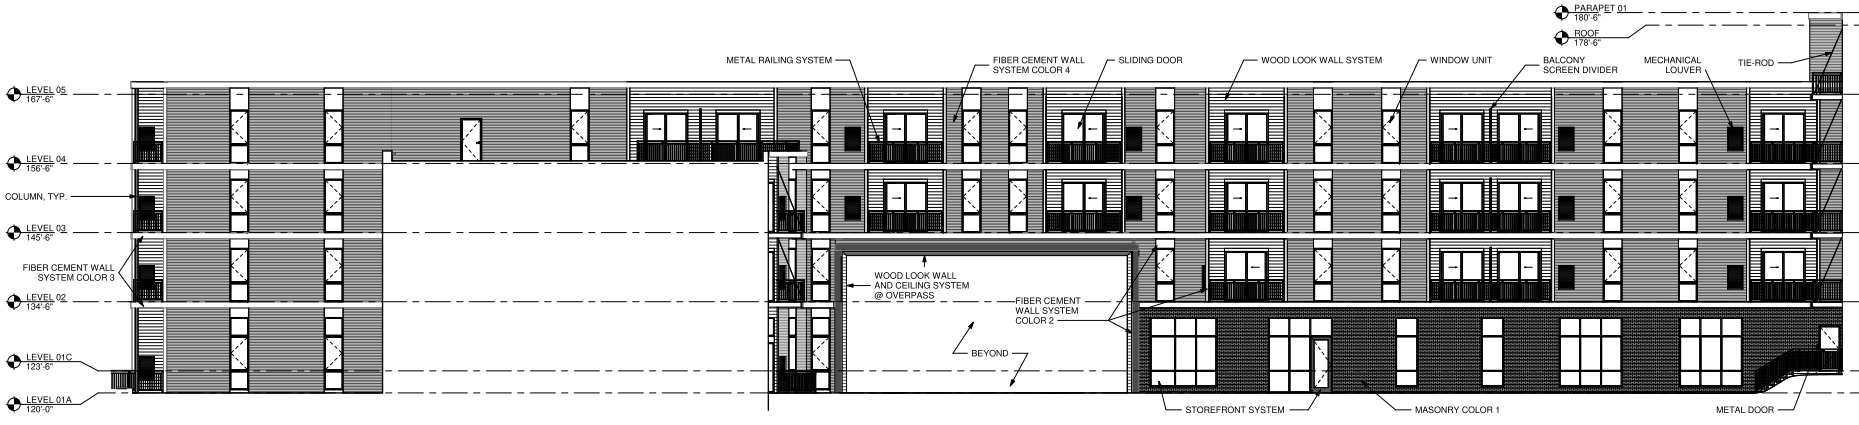 PARAPET 01
180'-6"
ROOF
178'-6"
METAL RAILING SYSTEM
FIBER CEMENT WALL
SYSTEM COLOR 4
SLIDING DOOR
WOOD LOOK WALL SYSTEM
WINDOW UNIT
BALCONY
SCREEN DIVIDER
MECHANICAL
LOUVER
TIE-ROD
LEVEL 05
167'-6"
LEVEL 04
156'-6"
COLUMN, TYP.
LEVEL 03
145'-6"
FIBER CEMENT WALL
SYSTEM COLOR 3
WOOD LOOK WALL
AND CEILING SYSTEM
@ OVERPASS
LEVEL 02
134'-6"
FIBER CEMENT
WALL SYSTEM
COLOR 2
LEVEL 01C
123'-6"
BEYOND
LEVEL 01A
120'-0"
STOREFRONT SYSTEM
MASONRY COLOR 1
METAL DOOR